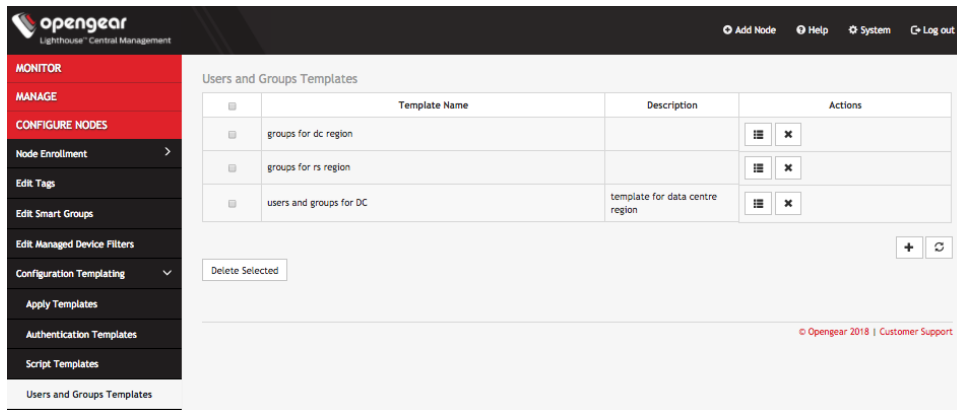 opengear
Lighthouse™ Central Management
Add Node
Help
System
Log out
MONITOR
MANAGE
CONFIGURE NODES
Node Enrollment
Edit Tags
Edit Smart Groups
Edit Managed Device Filters
Configuration Templating
Apply Templates
Authentication Templates
Script Templates
Users and Groups Templates
Users and Groups Templates
Template Name Description Actions
groups for dc region
groups for rs region
users and groups for DC
template for data centre
region
Delete Selected
© Opengear 2018 | Customer Support